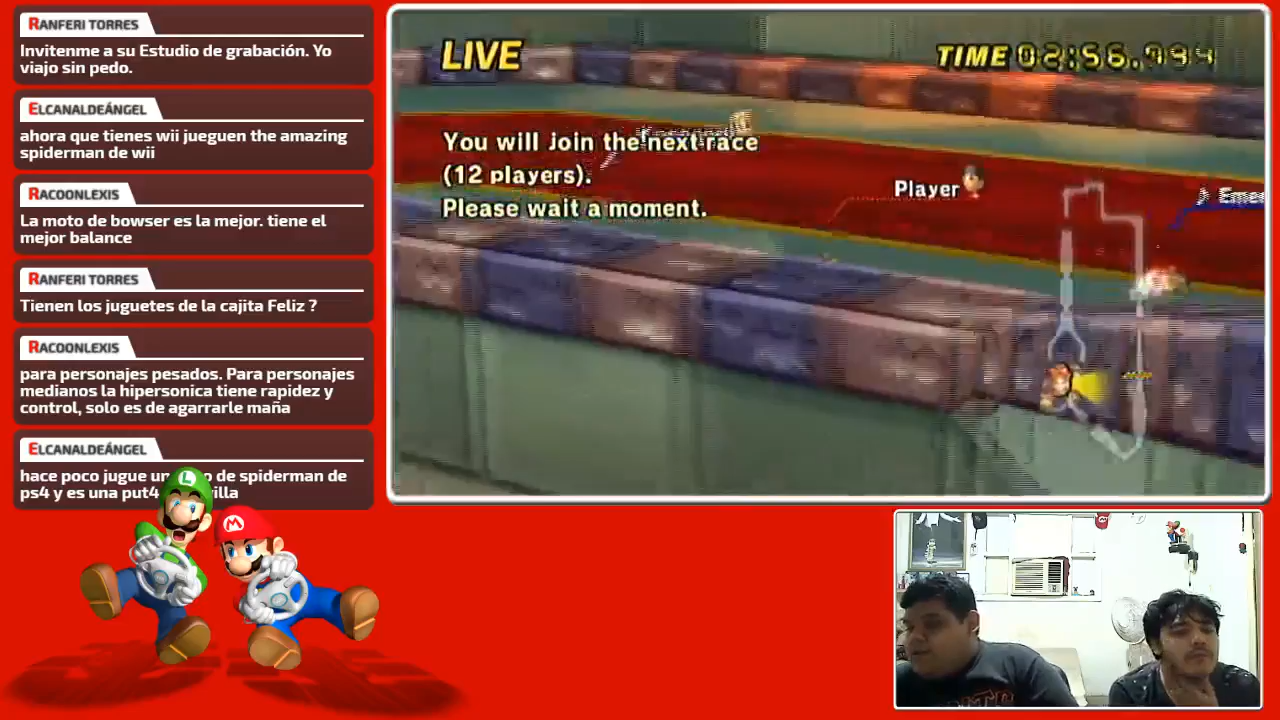 RANFERI TORRES
Invitenme a su Estudio de grabación. Yo
viajo sin pedo.
ELCANALDEÁNGEL
ahora que tienes wii jueguen the amazing
spiderman de wii
RACOONLEXIS
La moto de bowser es la mejor. tiene el
mejor balance
RANFERI TORRES
Tienen los juguetes de la cajita Feliz ?
RACOONLEXIS
para personajes pesados. Para personajes
medianos la hipersonica tiene rapidez y
control, solo es de agarrarle maña
ELCANALDEÁNGEL
hace poco jugue un de spiderman de
ps4 y es una
LIVE
TIME 02:56.994
You will join the next race
(12 players).
Please wait a moment.
Player
L
M